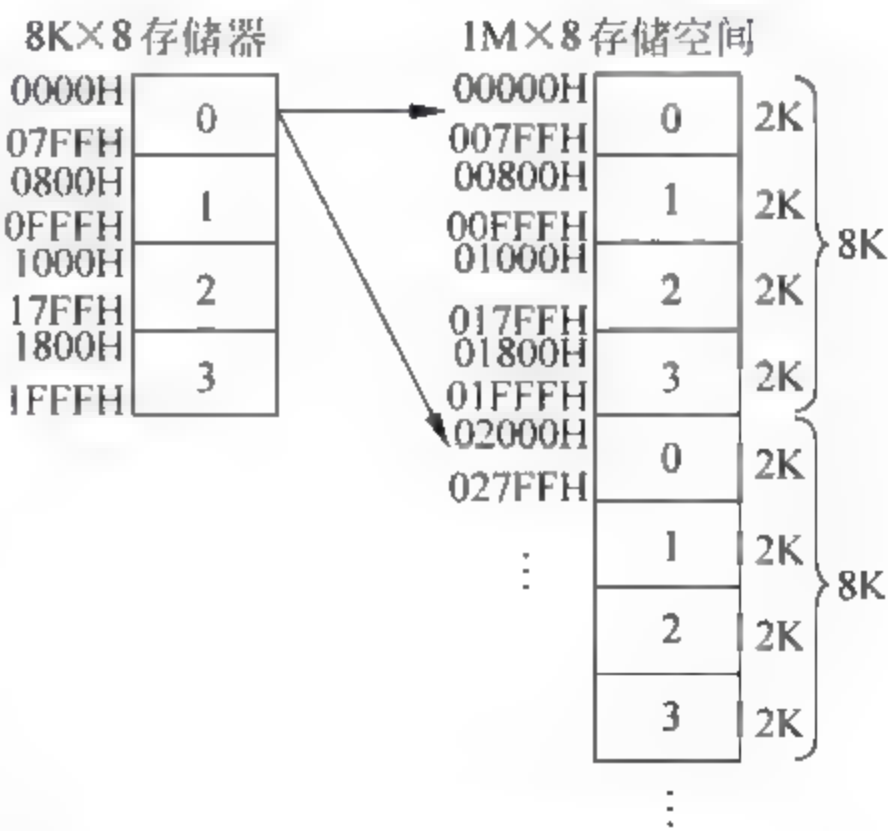 8K×8存储器
0000H
0
07FFH
0800H
1
0FFFH
1000H
2
17FFH
1800H
3
1FFFH
1M×8存储空间
00000H
0
2K
007FFH
00800H
1
2K
00FFFH
01000H
2
2K
017FFH
01800H
3
2K
01FFFH
8K
02000H
0
2K
027FFH
⋮
1
2K
2
2K
3
2K
8K
⋮